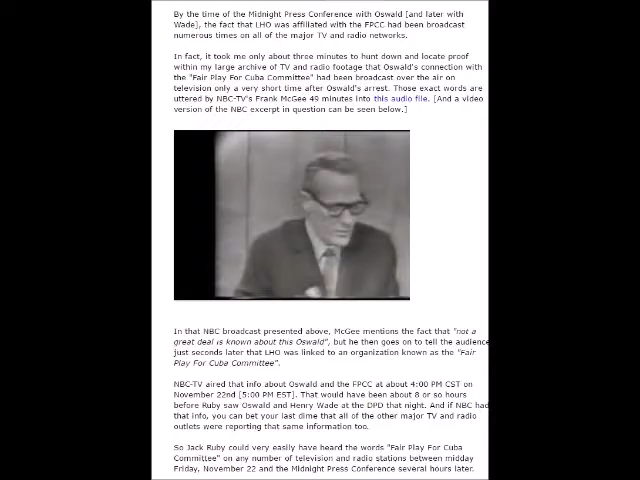 By the time of the Midnight Press Conference with Oswald [and later with
Wade], the fact that LHO was affiliated with the FPCC had been broadcast
numerous times on all of the major TV and radio networks.
In fact, it took me only about three minutes to hunt down and locate proof
within my large archive of TV and radio footage that Oswald's connection with
the "Fair Play For Cuba Committee" had been broadcast over the air on
television only a very short time after Oswald's arrest. Those exact words are
uttered by NBC-TV's Frank McGee 49 minutes into this audio file. [And a video
version of the NBC excerpt in question can be seen below.]
In that NBC broadcast presented above, McGee mentions the fact that "not a
great deal is known about this Oswald", but he then goes on to tell the audience
just seconds later that LHO was linked to an organization known as the "Fair
Play For Cuba Committee".
NBC-TV aired that info about Oswald and the FPCC at about 4:00 PM CST on
November 22nd [5:00 PM EST]. That would have been about 8 or so hours
before Ruby saw Oswald and Henry Wade at the DPD that night. And if NBC had
that info, you can bet your last dime that all of the other major TV and radio
outlets were reporting that same information too.
So Jack Ruby could very easily have heard the words "Fair Play For Cuba
Committee" on any number of television and radio stations between midday
Friday, November 22 and the Midnight Press Conference several hours later.